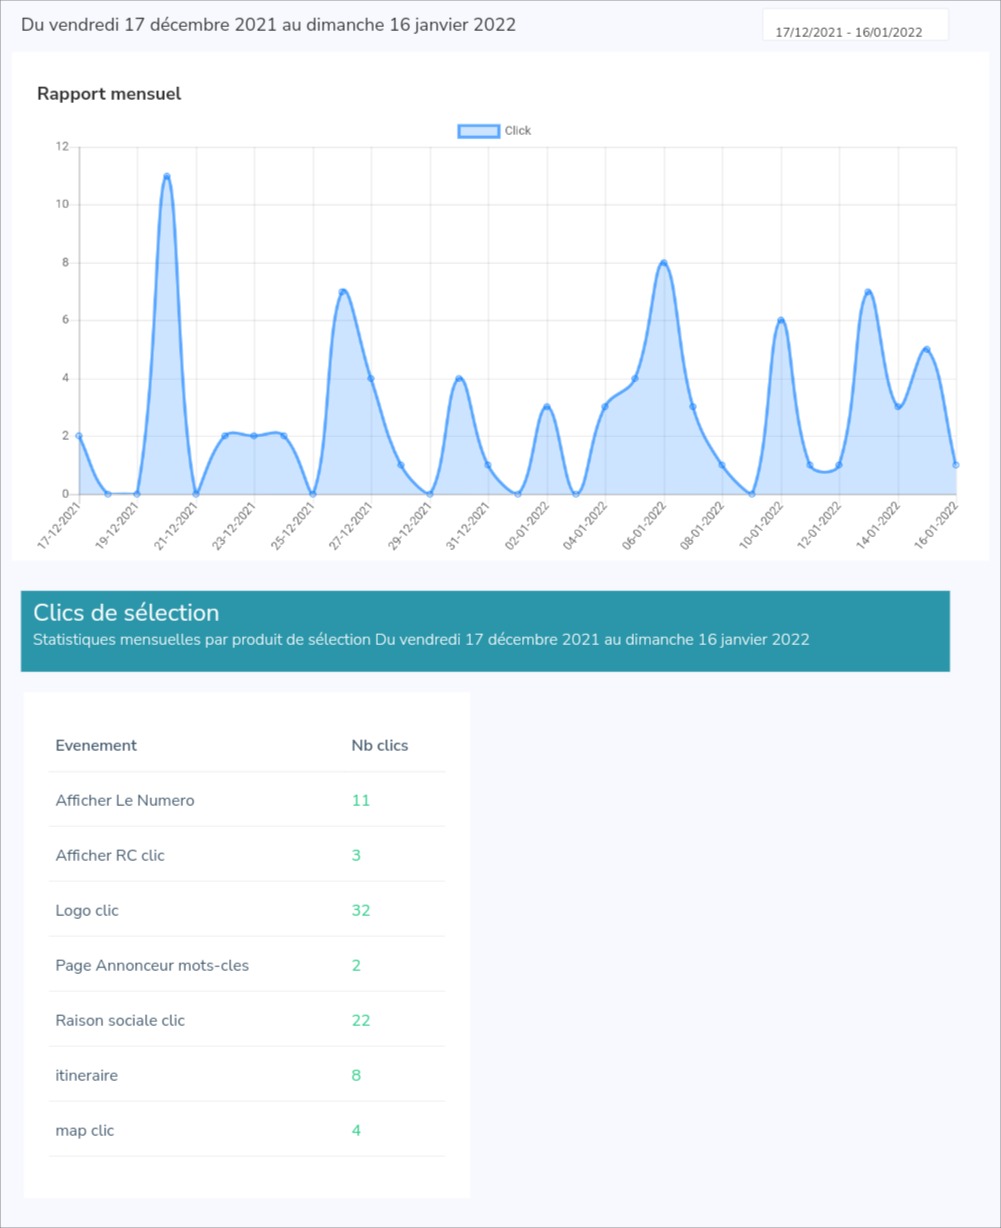 Du vendredi 17 décembre 2021 au dimanche 16 janvier 2022
17/12/2021 - 16/01/2022
Rapport mensuel
Click
12
10
8
6
4
2
0
17-12-2021
19-12-2021
21-12-2021
23-12-2021
25-12-2021
27-12-2021
29-12-2021
31-12-2021
02-01-2022
04-01-2022
06-01-2022
08-01-2022
10-01-2022
12-01-2022
14-01-2022
16-01-2022
Clics de sélection
Statistiques mensuelles par produit de sélection Du vendredi 17 décembre 2021 au dimanche 16 janvier 2022
Evenement Nb clics
Afficher Le Numero 11
Afficher RC clic 3
Logo clic 32
Page Annonceur mots-cles 2
Raison sociale clic 22
itineraire 8
map clic 4